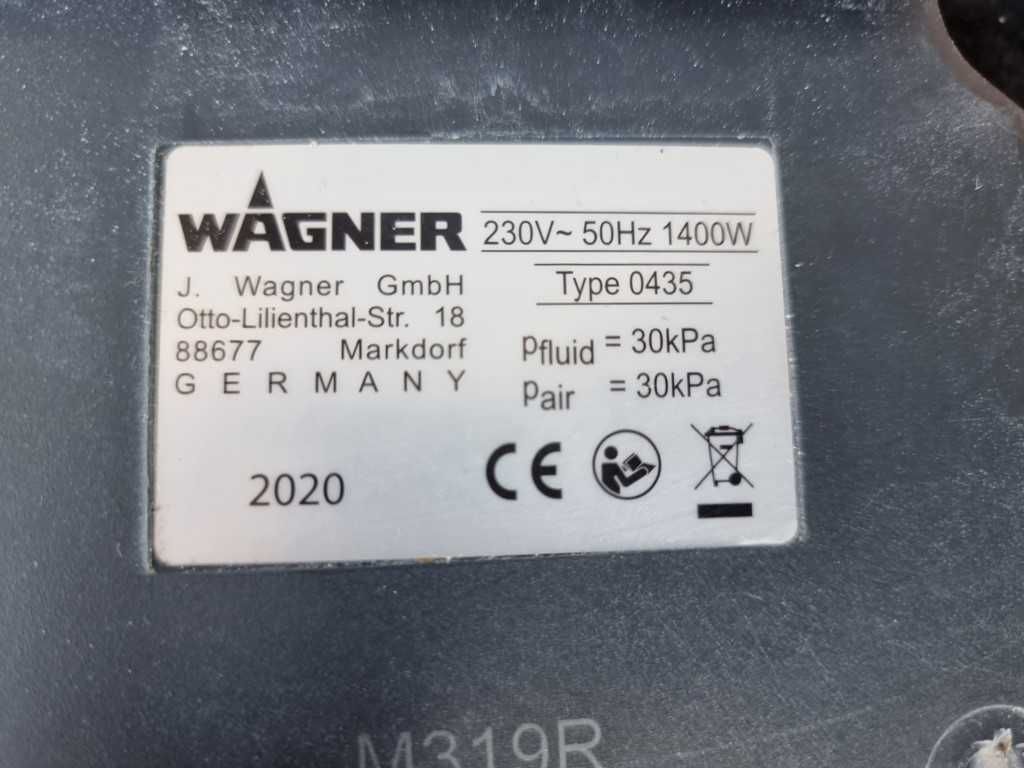 WAGNER
230V~ 50Hz 1400W
Type 0435
J. Wagner GmbH
Otto-Lilienthal-Str. 18
88677 Markdorf
GERMANY
pfluid = 30kPa
pair = 30kPa
2020
CE
M319R